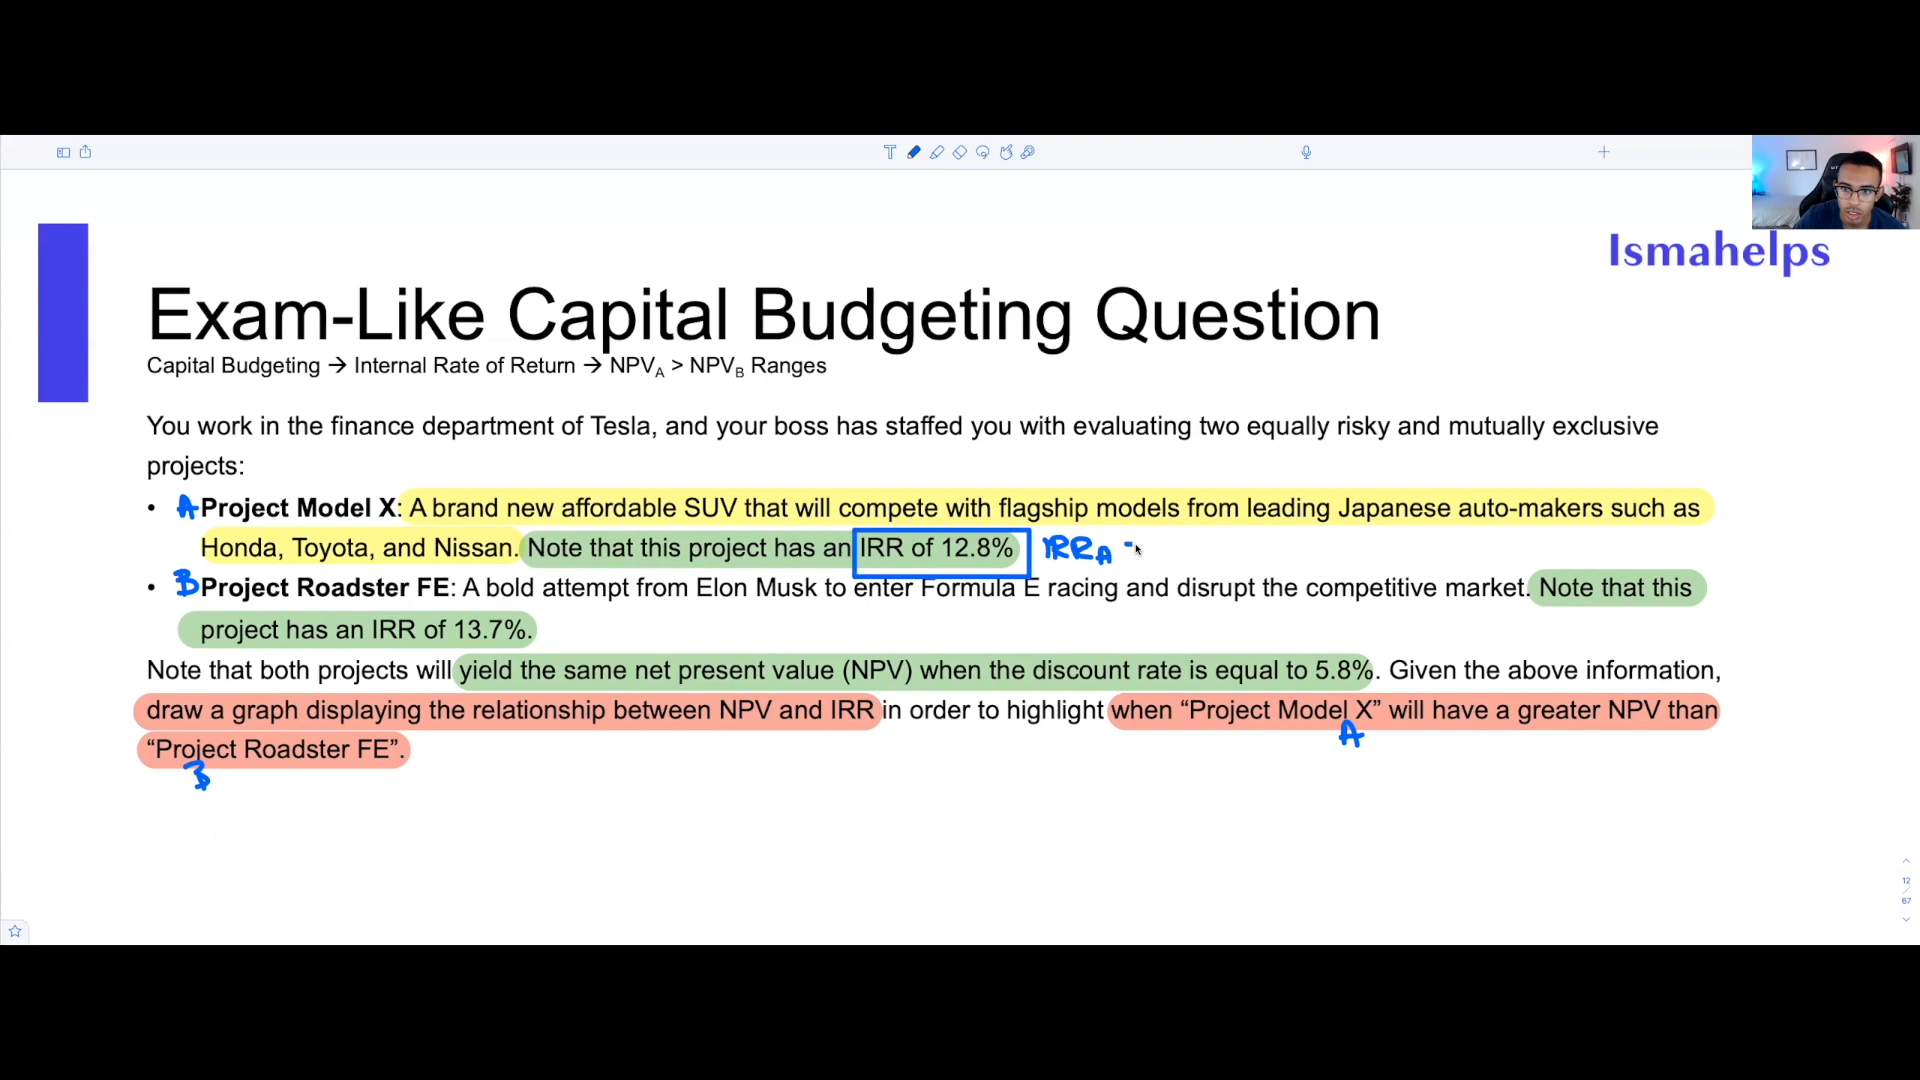 Ismahelps
Exam-Like Capital Budgeting Question
Capital Budgeting → Internal Rate of Return → NPVA > NPVB Ranges
You work in the finance department of Tesla, and your boss has staffed you with evaluating two equally risky and mutually exclusive
projects:
• A Project Model X: A brand new affordable SUV that will compete with flagship models from leading Japanese auto-makers such as
Honda, Toyota, and Nissan. Note that this project has an IRR of 12.8% IRRA -
• B Project Roadster FE: A bold attempt from Elon Musk to enter Formula E racing and disrupt the competitive market. Note that this
project has an IRR of 13.7%.
Note that both projects will yield the same net present value (NPV) when the discount rate is equal to 5.8%. Given the above information,
draw a graph displaying the relationship between NPV and IRR in order to highlight when “Project Model X” will have a greater NPV than
A
“Project Roadster FE”.
B
12
67